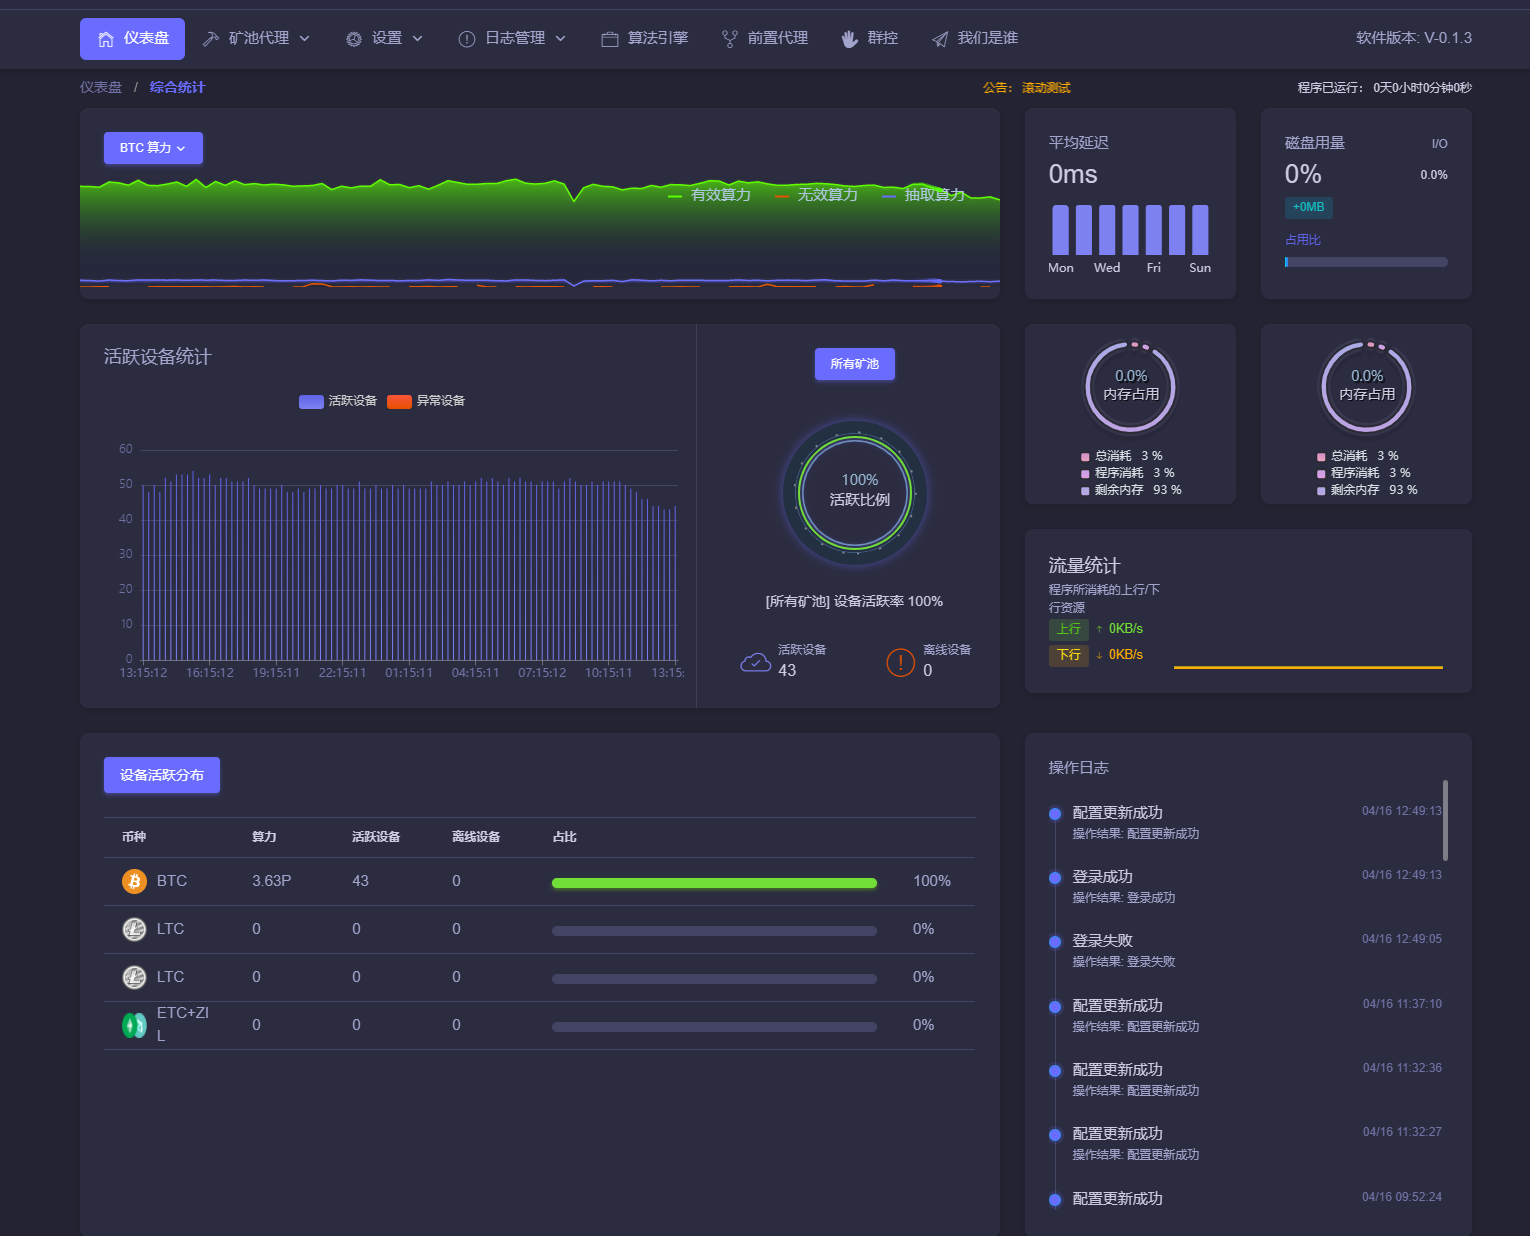 仪表盘 矿池代理 设置 日志管理 算法引擎 前置代理 群控 我们是谁 软件版本: V-0.1.3
仪表盘 / 综合统计 公告： 滚动测试 程序已运行： 0天0小时0分钟0秒
BTC 算力
有效算力 无效算力 抽取算力
平均延迟
0ms
Mon Wed Fri Sun
磁盘用量 I/O
0% 0.0%
+0MB
占用比
活跃设备统计
活跃设备 异常设备
60
50
40
30
20
10
0
13:15:12 16:15:12 19:15:11 22:15:11 01:15:11 04:15:11 07:15:12 10:15:11 13:15:
所有矿池
100%
活跃比例
[所有矿池] 设备活跃率 100%
活跃设备
43
离线设备
0
0.0%
内存占用
总消耗 3 %
程序消耗 3 %
剩余内存 93 %
0.0%
内存占用
总消耗 3 %
程序消耗 3 %
剩余内存 93 %
流量统计
程序所消耗的上行/下
行资源
上行 ↑ 0KB/s
下行 ↓ 0KB/s
设备活跃分布
币种 算力 活跃设备 离线设备 占比
BTC 3.63P 43 0 100%
LTC 0 0 0 0%
LTC 0 0 0 0%
ETC+ZI
L 0 0 0 0%
操作日志
配置更新成功 04/16 12:49:13
操作结果: 配置更新成功
登录成功 04/16 12:49:13
操作结果: 登录成功
登录失败 04/16 12:49:05
操作结果: 登录失败
配置更新成功 04/16 11:37:10
操作结果: 配置更新成功
配置更新成功 04/16 11:32:36
操作结果: 配置更新成功
配置更新成功 04/16 11:32:27
操作结果: 配置更新成功
配置更新成功 04/16 09:52:24